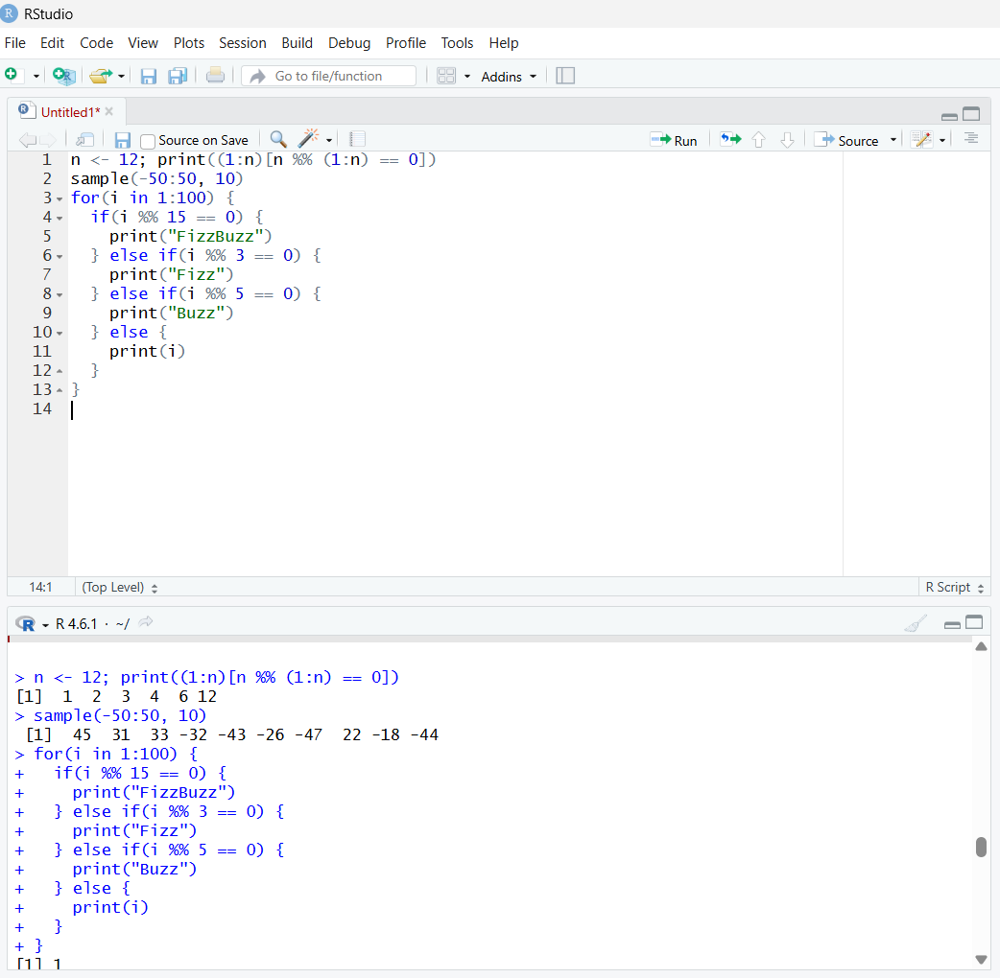 R RStudio
File Edit Code View Plots Session Build Debug Profile Tools Help
R Go to file/function Addins
R Untitled1*
Source on Save Run Source
1 n <- 12; print((1:n)[n %% (1:n) == 0])
2 sample(-50:50, 10)
3 for(i in 1:100) {
4   if(i %% 15 == 0) {
5     print("FizzBuzz")
6   } else if(i %% 3 == 0) {
7     print("Fizz")
8   } else if(i %% 5 == 0) {
9     print("Buzz")
10   } else {
11     print(i)
12   }
13 }
14
14:1 (Top Level) R Script
R R 4.6.1 · ~/
> n <- 12; print((1:n)[n %% (1:n) == 0])
[1]  1  2  3  4  6 12
> sample(-50:50, 10)
 [1]  45  31  33 -32 -43 -26 -47  22 -18 -44
> for(i in 1:100) {
+   if(i %% 15 == 0) {
+     print("FizzBuzz")
+   } else if(i %% 3 == 0) {
+     print("Fizz")
+   } else if(i %% 5 == 0) {
+     print("Buzz")
+   } else {
+     print(i)
+   }
+ }
[1] 1